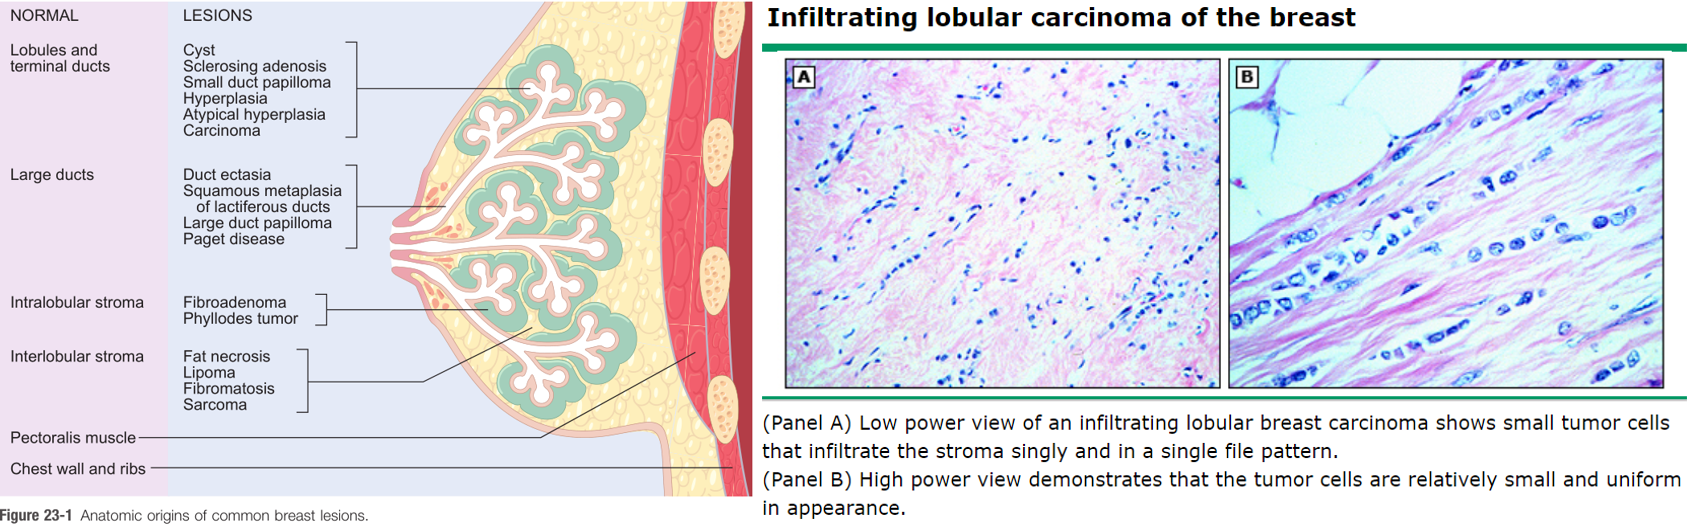 NORMAL
LESIONS
Lobules and
terminal ducts
Cyst
Sclerosing adenosis
Small duct papilloma
Hyperplasia
Atypical hyperplasia
Carcinoma
Large ducts
Duct ectasia
Squamous metaplasia
of lactiferous ducts
Large duct papilloma
Paget disease
Intralobular stroma
Fibroadenoma
Phyllodes tumor
Interlobular stroma
Fat necrosis
Lipoma
Fibromatosis
Sarcoma
Pectoralis muscle
Chest wall and ribs
Figure 23-1 Anatomic origins of common breast lesions.
Infiltrating lobular carcinoma of the breast
A
B
(Panel A) Low power view of an infiltrating lobular breast carcinoma shows small tumor cells
that infiltrate the stroma singly and in a single file pattern.
(Panel B) High power view demonstrates that the tumor cells are relatively small and uniform
in appearance.